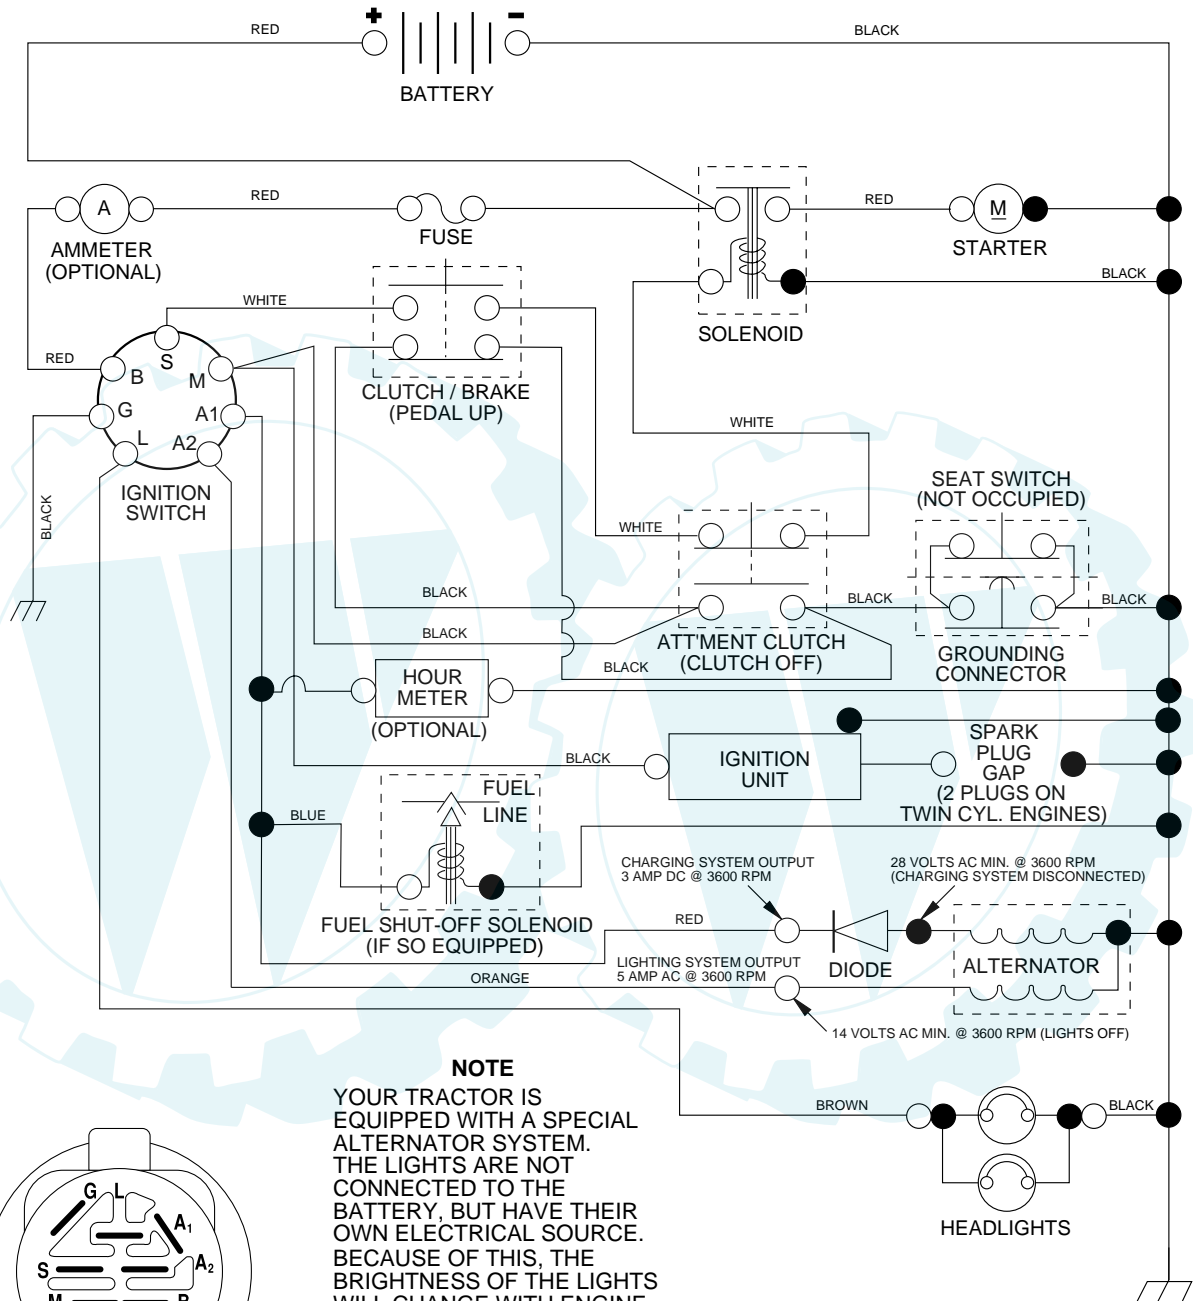 RED
+
-
BLACK
BATTERY
A
RED
AMMETER
(OPTIONAL)
FUSE
RED
M
STARTER
BLACK
SOLENOID
WHITE
RED
S
B
M
G
A1
L
A2
IGNITION
SWITCH
BLACK
CLUTCH / BRAKE
(PEDAL UP)
WHITE
WHITE
SEAT SWITCH
(NOT OCCUPIED)
BLACK
BLACK
BLACK
BLACK
BLACK
ATT'MENT CLUTCH
(CLUTCH OFF)
GROUNDING
CONNECTOR
HOUR
METER
(OPTIONAL)
BLACK
IGNITION
UNIT
SPARK
PLUG
GAP
(2 PLUGS ON
TWIN CYL. ENGINES)
BLUE
FUEL
LINE
FUEL SHUT-OFF SOLENOID
(IF SO EQUIPPED)
CHARGING SYSTEM OUTPUT
3 AMP DC @ 3600 RPM
28 VOLTS AC MIN. @ 3600 RPM
(CHARGING SYSTEM DISCONNECTED)
RED
DIODE
ALTERNATOR
LIGHTING SYSTEM OUTPUT
5 AMP AC @ 3600 RPM
ORANGE
14 VOLTS AC MIN. @ 3600 RPM (LIGHTS OFF)
BROWN
BLACK
HEADLIGHTS
NOTE
YOUR TRACTOR IS
EQUIPPED WITH A SPECIAL
ALTERNATOR SYSTEM.
THE LIGHTS ARE NOT
CONNECTED TO THE
BATTERY, BUT HAVE THEIR
OWN ELECTRICAL SOURCE.
BECAUSE OF THIS, THE
BRIGHTNESS OF THE LIGHTS
WILL CHANGE WITH ENGINE
G L
A1
A2
S
M
B